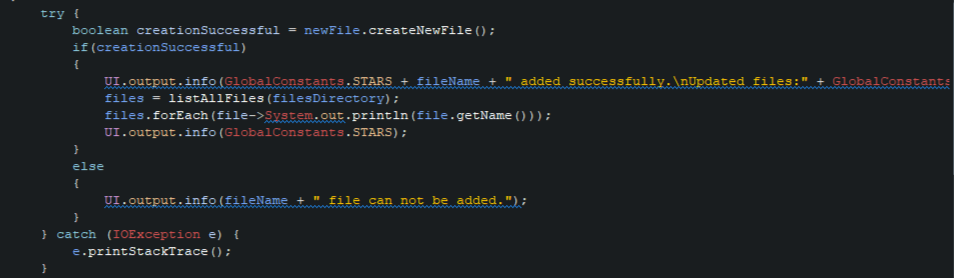 try {
    boolean creationSuccessful = newFile.createNewFile();
    if(creationSuccessful)
    {
        UI.output.info(GlobalConstants.STARS + fileName + " added successfully.\nUpdated files:" + GlobalConstants
        files = listAllFiles(filesDirectory);
        files.forEach(file->System.out.println(file.getName()));
        UI.output.info(GlobalConstants.STARS);
    }
    else
    {
        UI.output.info(fileName + " file can not be added.");
    }
} catch (IOException e) {
    e.printStackTrace();
}